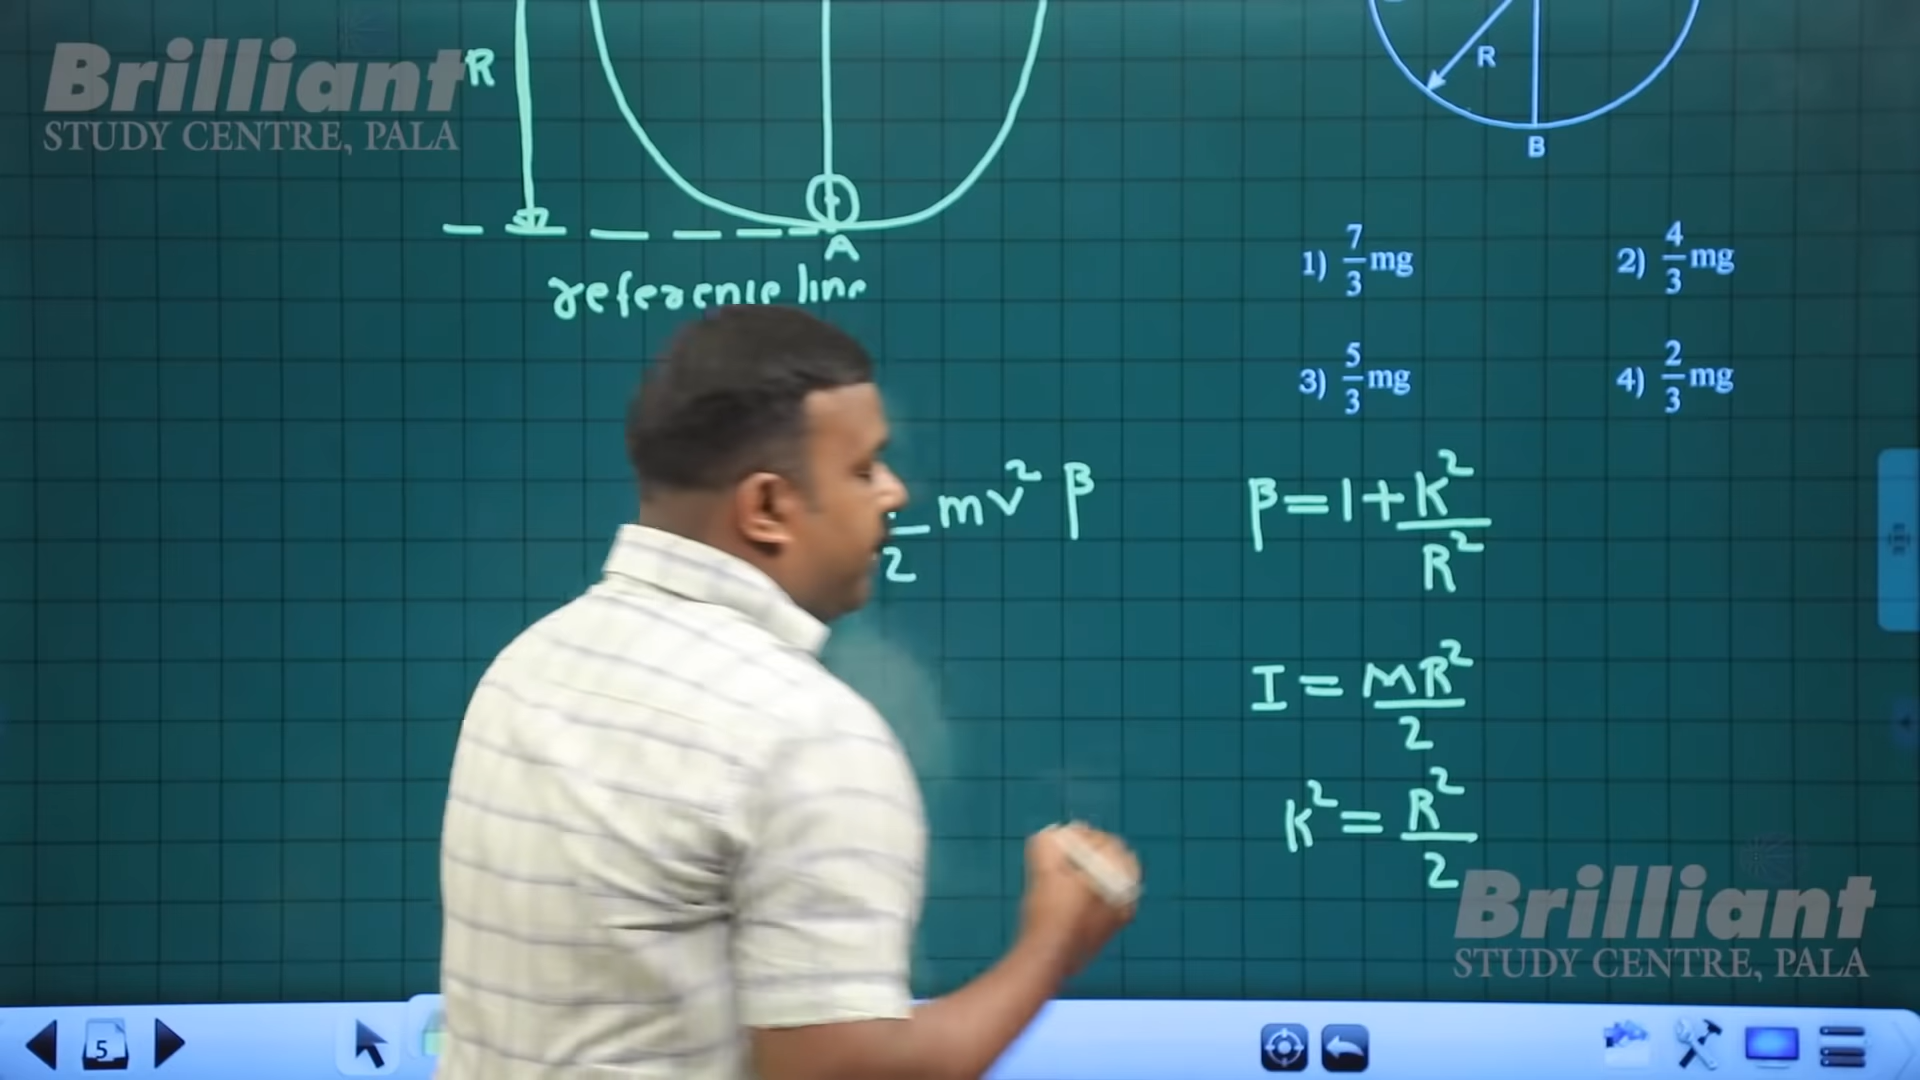 Brilliant
STUDY CENTRE, PALA
R
A
reference line
R
B
1) 7/3 mg
2) 4/3 mg
3) 5/3 mg
4) 2/3 mg
/2 mv² β
β = 1 + K²/R²
I = MR²/2
K² = R²/2
Brilliant
STUDY CENTRE, PALA
5